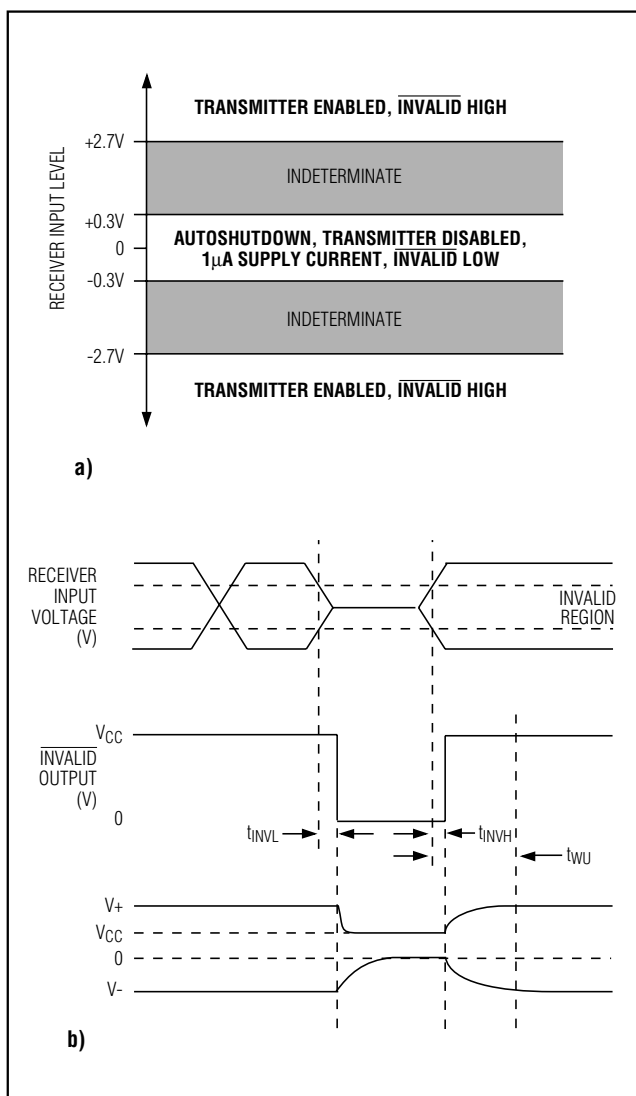 TRANSMITTER ENABLED, INVALID HIGH
+2.7V
INDETERMINATE
+0.3V
RECEIVER INPUT LEVEL
0
AUTOSHUTDOWN, TRANSMITTER DISABLED,
1μA SUPPLY CURRENT, INVALID LOW
-0.3V
INDETERMINATE
-2.7V
TRANSMITTER ENABLED, INVALID HIGH
a)
RECEIVER
INPUT
VOLTAGE
(V)
INVALID
REGION
VCC
INVALID
OUTPUT
(V)
0
tINVL
tINVH
tWU
V+
VCC
0
V-
b)